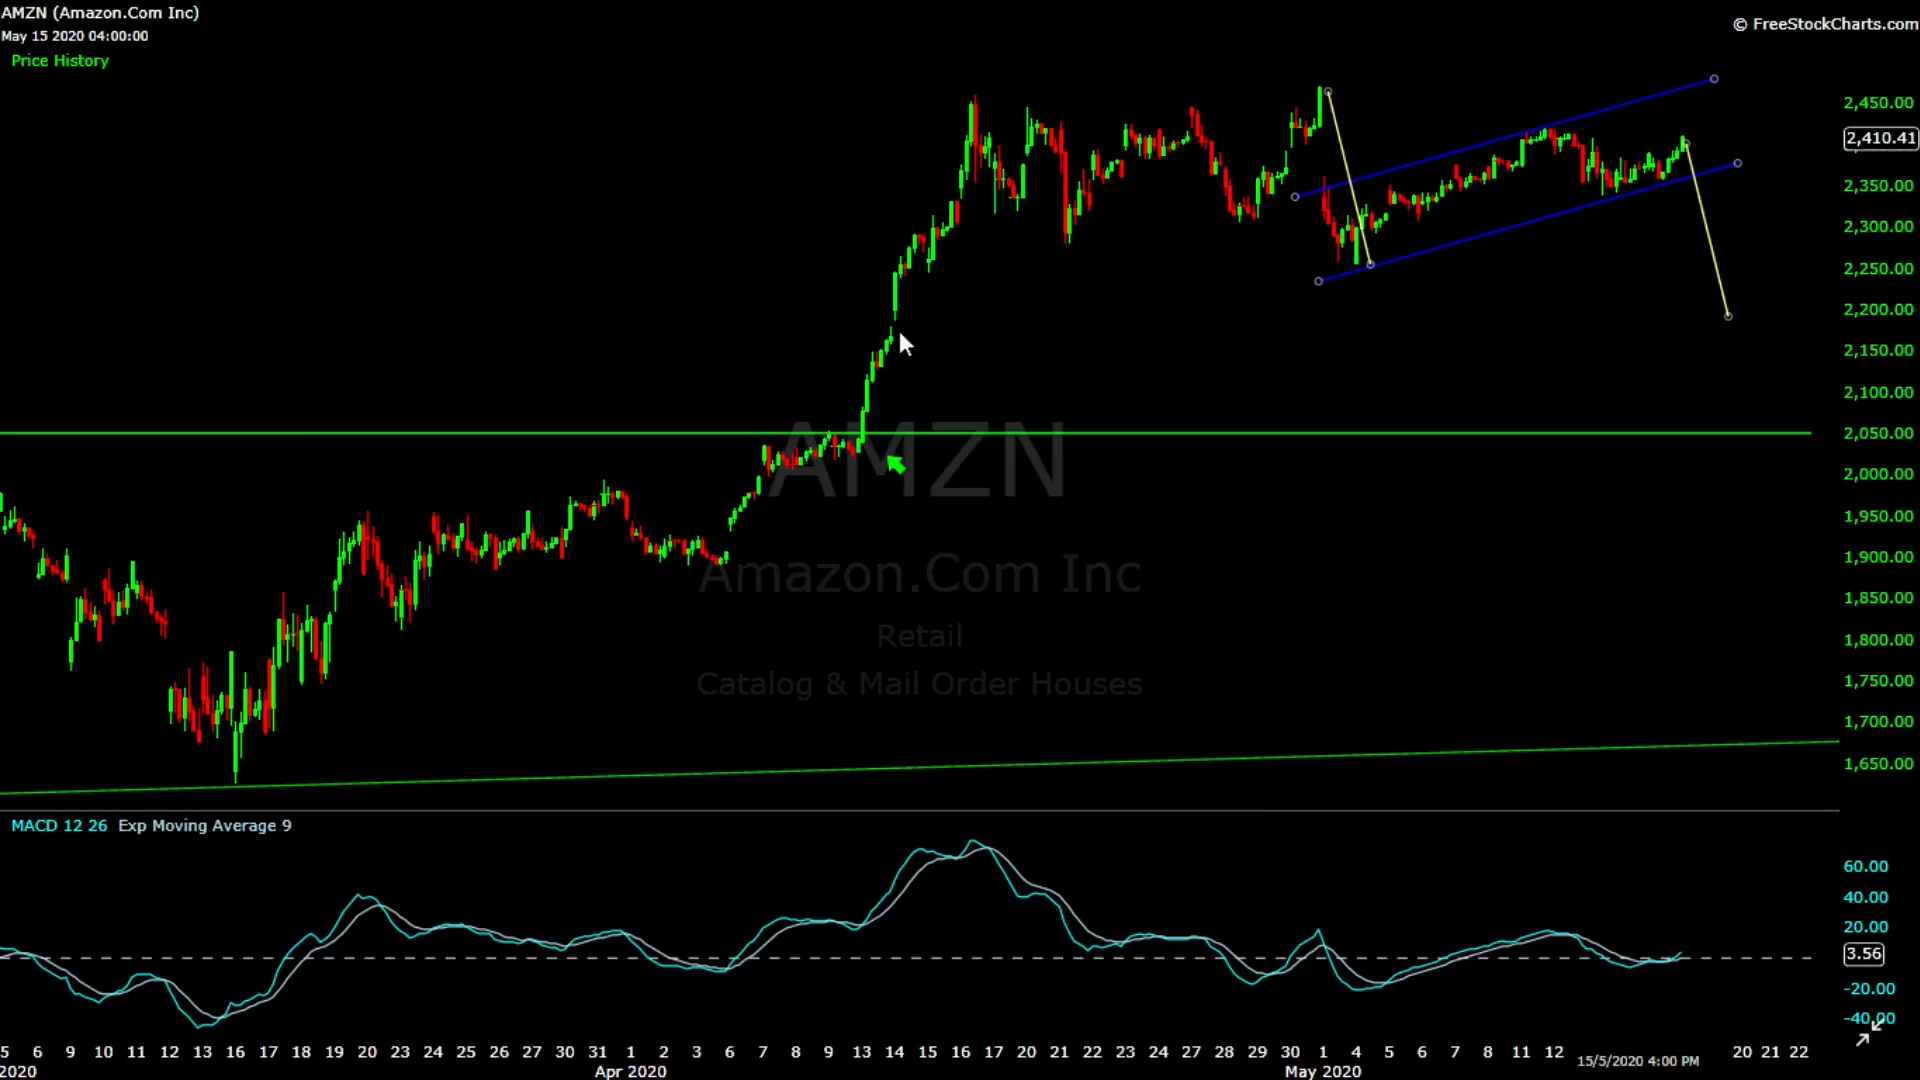 AMZN (Amazon.Com Inc)
May 15 2020 04:00:00
Price History
© FreeStockCharts.com
2,450.00
2,410.41
2,350.00
2,300.00
2,250.00
2,200.00
2,150.00
2,100.00
2,050.00
2,000.00
1,950.00
1,900.00
1,850.00
1,800.00
1,750.00
1,700.00
1,650.00
AMZN
Amazon.Com Inc
Retail
Catalog & Mail Order Houses
MACD 12 26 Exp Moving Average 9
60.00
40.00
20.00
3.56
-20.00
-40.00
5 6 9 10 11 12 13 16 17 18 19 20 23 24 25 26 27 30 31 1 2 3 6 7 8 9 13 14 15 16 17 20 21 22 23 24 27 28 29 30 1 4 5 6 7 8 11 12 15/5/2020 4:00 PM 20 21 22
2020 Apr 2020 May 2020